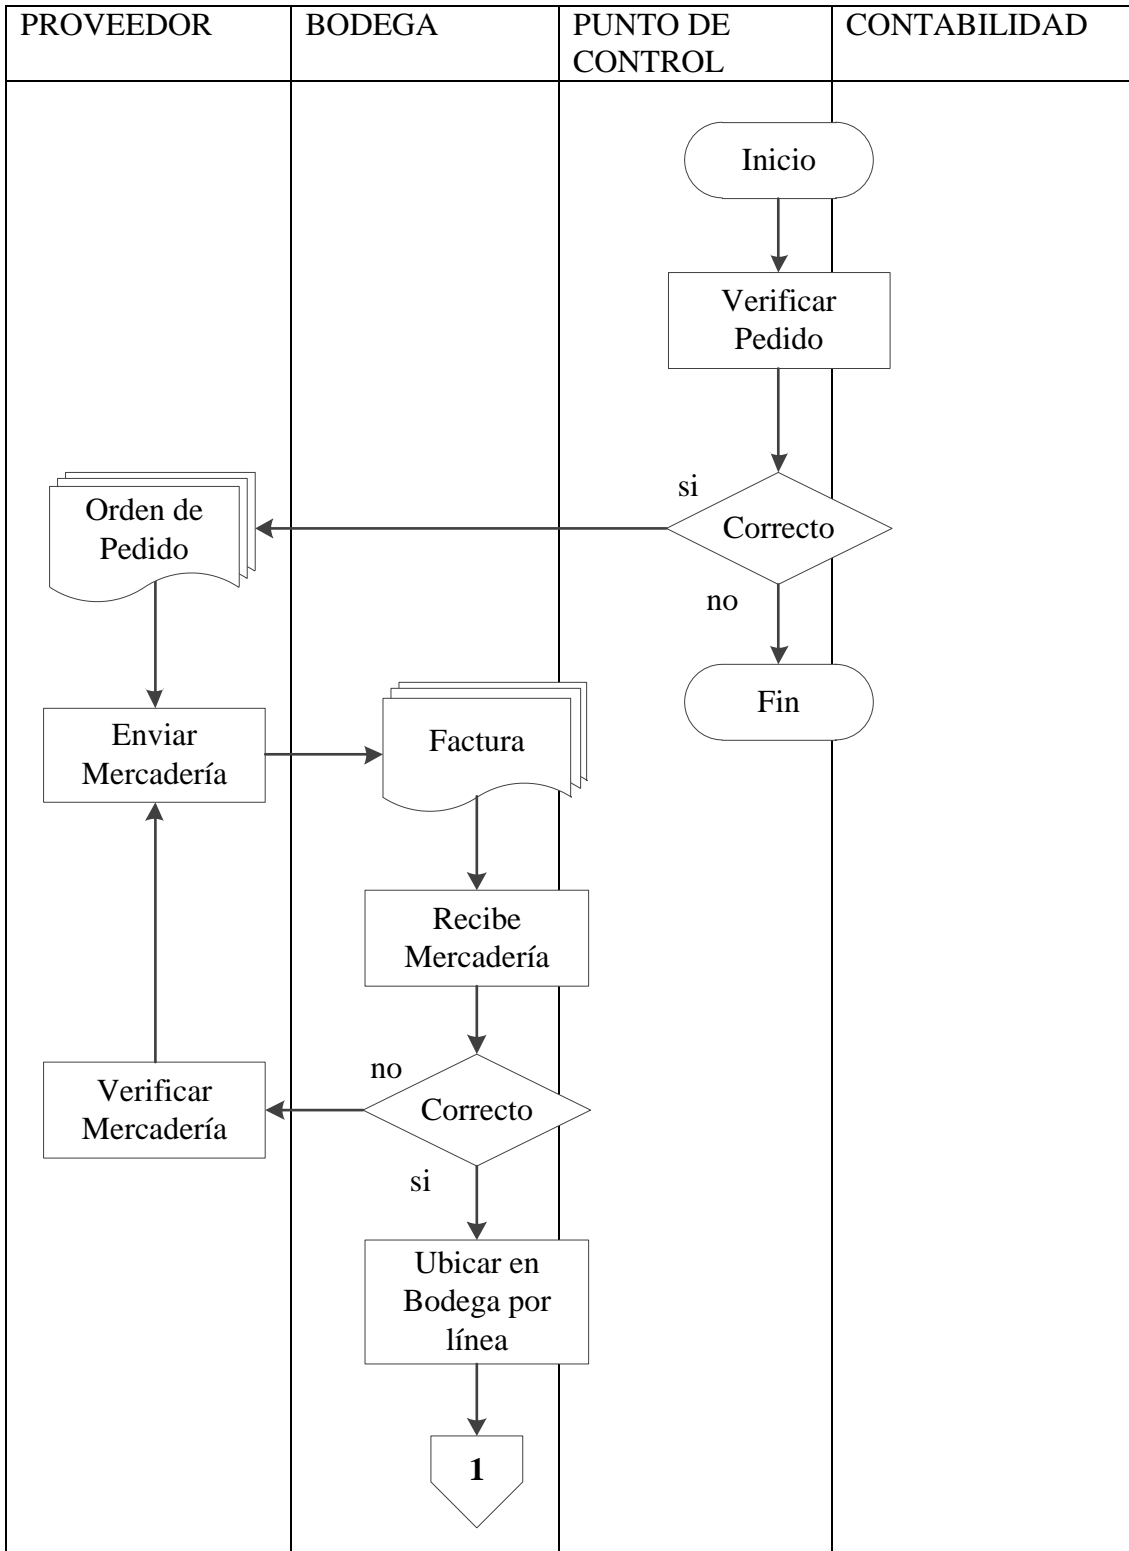 PROVEEDOR
BODEGA
PUNTO DE
CONTROL
CONTABILIDAD
Inicio
Verificar
Pedido
si
Correcto
no
Fin
Orden de
Pedido
Enviar
Mercadería
Factura
Recibe
Mercadería
no
Correcto
si
Verificar
Mercadería
Ubicar en
Bodega por
línea
1